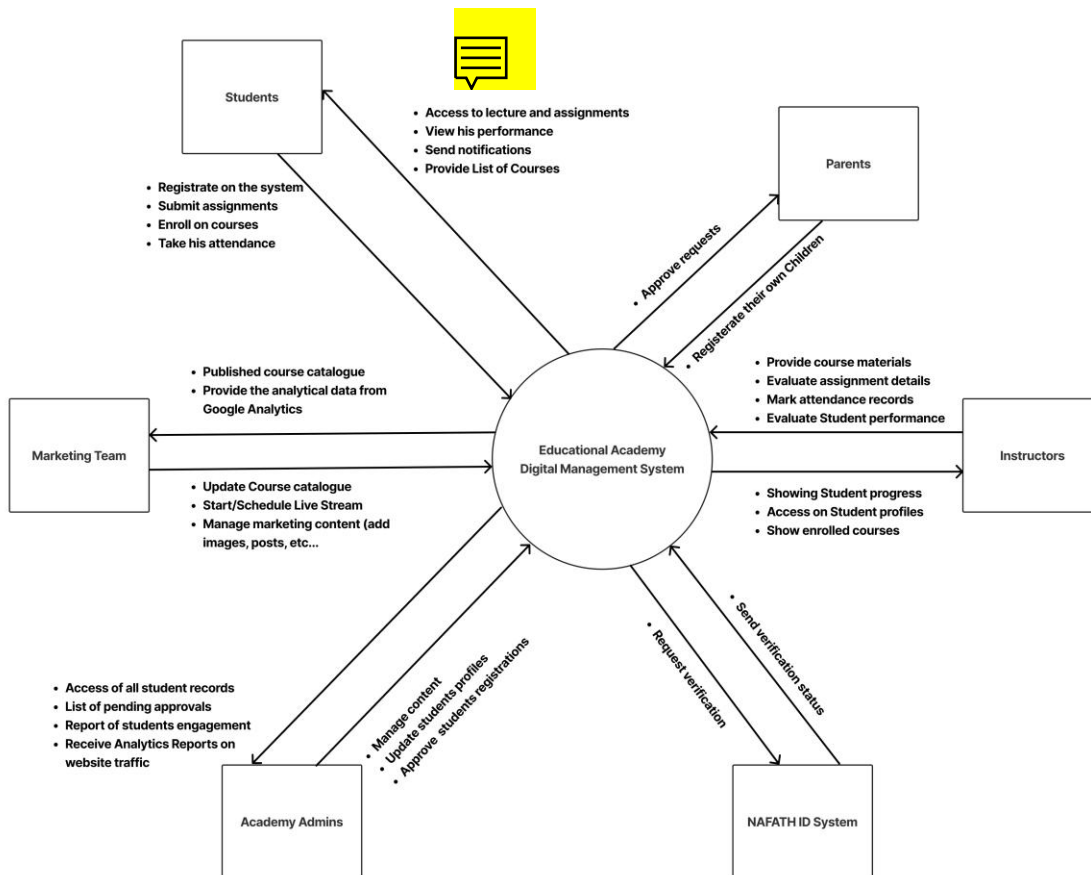 Students
• Access to lecture and assignments
• View his performance
• Send notifications
• Provide List of Courses
Parents
• Registrate on the system
• Submit assignments
• Enroll on courses
• Take his attendance
• Approve requests
• Registerate their own Children
• Published course catalogue
• Provide the analytical data from
Google Analytics
• Provide course materials
• Evaluate assignment details
• Mark attendance records
• Evaluate Student performance
Marketing Team
Educational Academy
Digital Management System
Instructors
• Update Course catalogue
• Start/Schedule Live Stream
• Manage marketing content (add
images, posts, etc...
• Showing Student progress
• Access on Student profiles
• Show enrolled courses
• Access of all student records
• List of pending approvals
• Report of students engagement
• Receive Analytics Reports on
website traffic
• Manage content
• Update students profiles
• Approve students registrations
• Request verification
• Send verification status
Academy Admins
NAFATH ID System